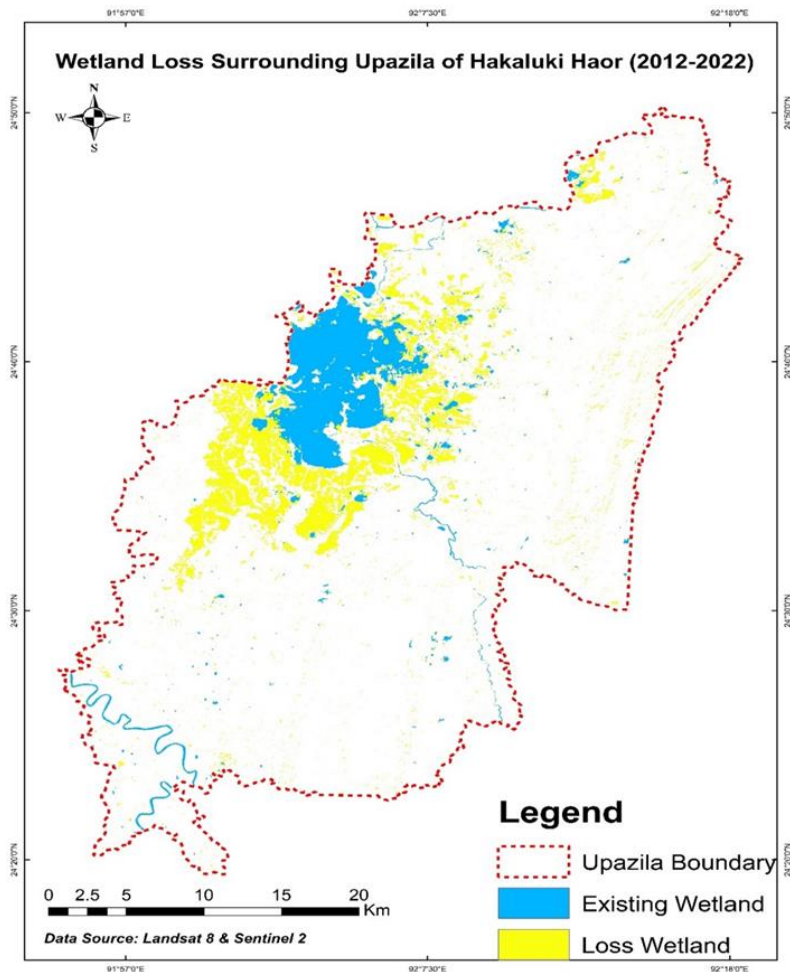 91°57'0"E 92°7'30"E 92°18'0"E
Wetland Loss Surrounding Upazila of Hakaluki Haor (2012-2022)
N
W E
S
24°50'0"N 24°50'0"N
24°40'0"N 24°40'0"N
24°30'0"N 24°30'0"N
24°20'0"N 24°20'0"N
Legend
Upazila Boundary
Existing Wetland
Loss Wetland
0 2.5 5 10 15 20
Km
Data Source: Landsat 8 & Sentinel 2
91°57'0"E 92°7'30"E 92°18'0"E